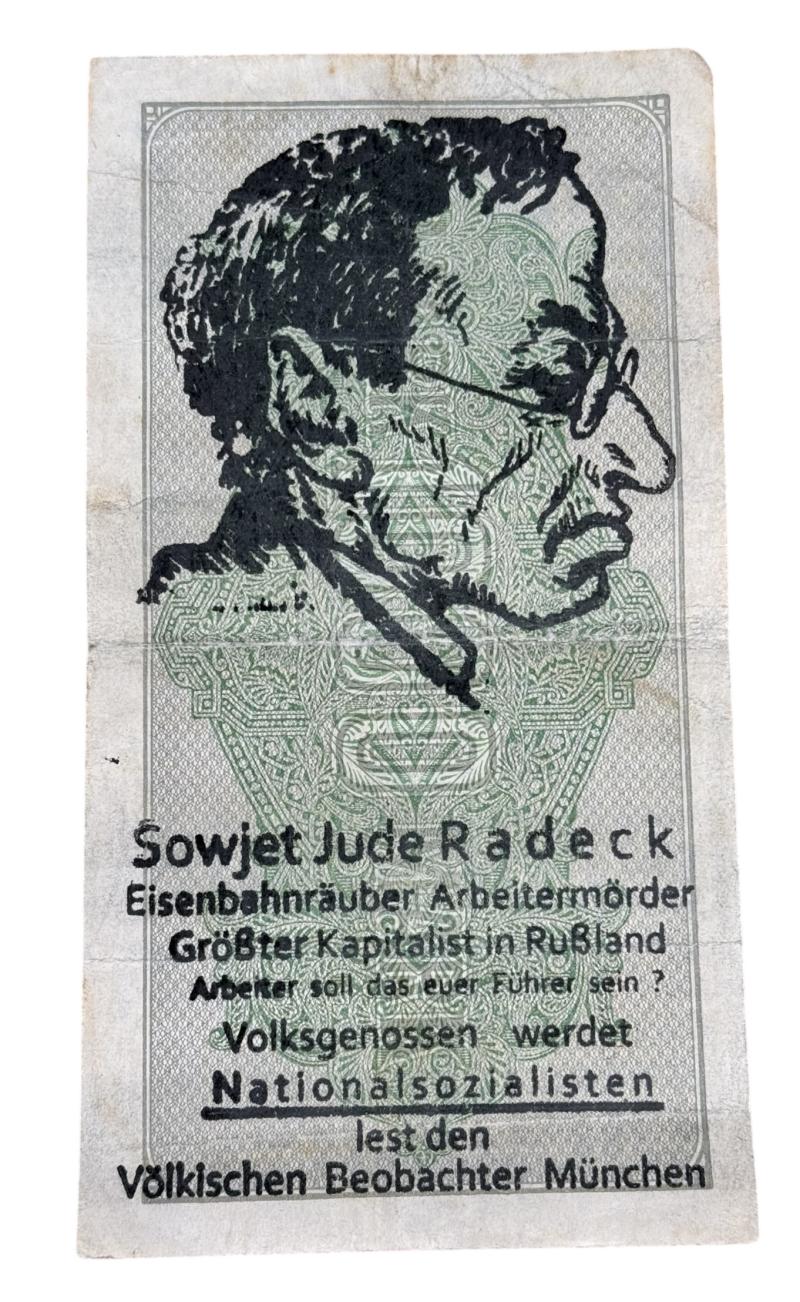 Sowjet Jude Radeck
Eisenbahnräuber Arbeitermörder
Größter Kapitalist in Rußland
Arbeiter soll das euer Führer sein ?
Volksgenossen werdet
Nationalsozialisten
lest den
Völkischen Beobachter München